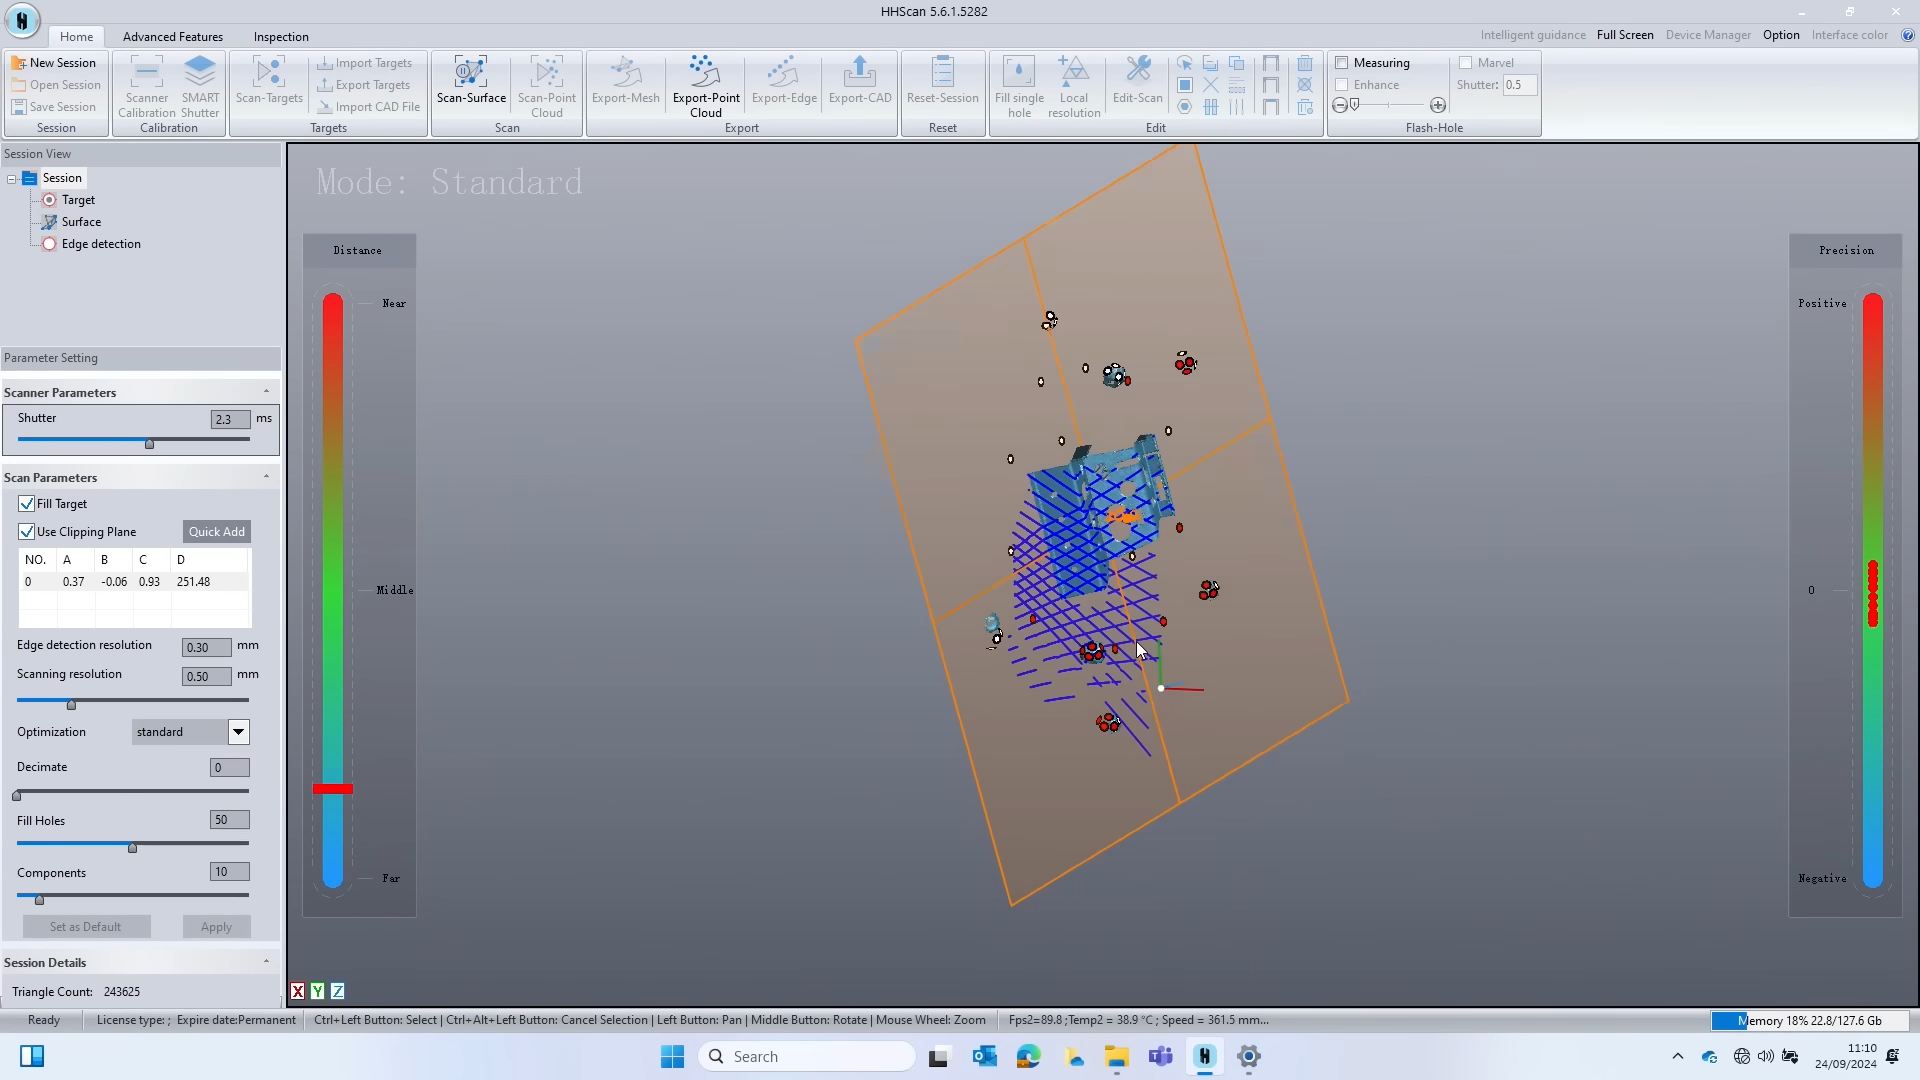 HHScan 5.6.1.5282
Home
Advanced Features
Inspection
Intelligent guidance
Full Screen
Device Manager
Option
Interface color
New Session
Open Session
Save Session
Session
Scanner
Calibration
SMART
Shutter
Calibration
Scan-Targets
Import Targets
Export Targets
Import CAD File
Targets
Scan-Surface
Scan-Point
Cloud
Scan
Export-Mesh
Export-Point
Cloud
Export-Edge
Export-CAD
Export
Reset-Session
Reset
Fill single
hole
Local
resolution
Edit-Scan
Edit
Measuring
Enhance
Marvel
Shutter: 0.5
Flash-Hole
Session View
Session
Target
Surface
Edge detection
Parameter Setting
Scanner Parameters
Shutter 2.3 ms
Scan Parameters
Fill Target
Use Clipping Plane Quick Add
NO. A B C D
0 0.37 -0.06 0.93 251.48
Edge detection resolution 0.30 mm
Scanning resolution 0.50 mm
Optimization standard
Decimate 0
Fill Holes 50
Components 10
Set as Default Apply
Session Details
Triangle Count: 243625
Mode: Standard
Distance
Near
Middle
Far
Precision
Positive
0
Negative
X Y Z
Ready
License type: ; Expire date:Permanent
Ctrl+Left Button: Select | Ctrl+Alt+Left Button: Cancel Selection | Left Button: Pan | Middle Button: Rotate | Mouse Wheel: Zoom
Fps2=89.8 ;Temp2 = 38.9 °C ; Speed = 361.5 mm...
Memory 18% 22.8/127.6 Gb
Search
11:10
24/09/2024